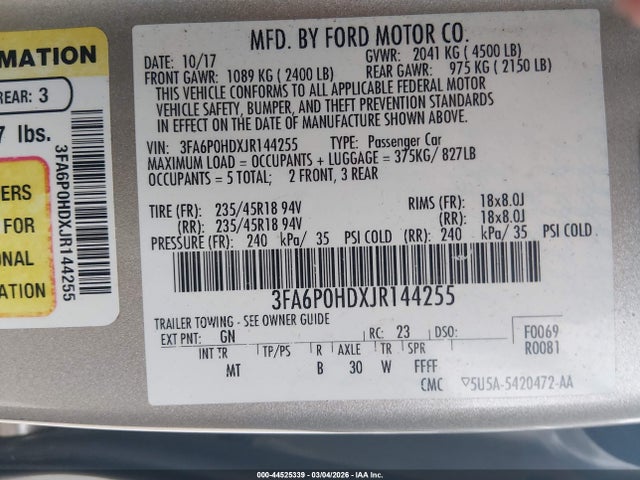 MFD. BY FORD MOTOR CO.
DATE: 10/17 GVWR: 2041 KG (4500 LB)
FRONT GAWR: 1089 KG (2400 LB) REAR GAWR: 975 KG (2150 LB)
THIS VEHICLE CONFORMS TO ALL APPLICABLE FEDERAL MOTOR
VEHICLE SAFETY, BUMPER, AND THEFT PREVENTION STANDARDS
IN EFFECT ON THE DATE OF MANUFACTURE SHOWN ABOVE.
VIN: 3FA6P0HDXJR144255 TYPE: Passenger Car
MAXIMUM LOAD = OCCUPANTS + LUGGAGE = 375KG/ 827LB
OCCUPANTS = 5 TOTAL; 2 FRONT, 3 REAR
TIRE (FR): 235/45R18 94V RIMS (FR): 18x8.0J
(RR): 235/45R18 94V (RR): 18x8.0J
PRESSURE (FR): 240 kPa/ 35 PSI COLD (RR): 240 kPa/ 35 PSI COLD
3FA6P0HDXJR144255
TRAILER TOWING - SEE OWNER GUIDE
EXT PNT: GN RC: 23 DSO: F0069
INT TR TP/PS R AXLE TR SPR R0081
MT B 30 W FFFF
CMC 5U5A-5420472-AA
RMATION
REAR: 3
7 lbs.
3FA6P0HDXJR144255
ERS
FOR
ONAL
ATION
000-44525339 - 03/04/2026 - IAA Inc.